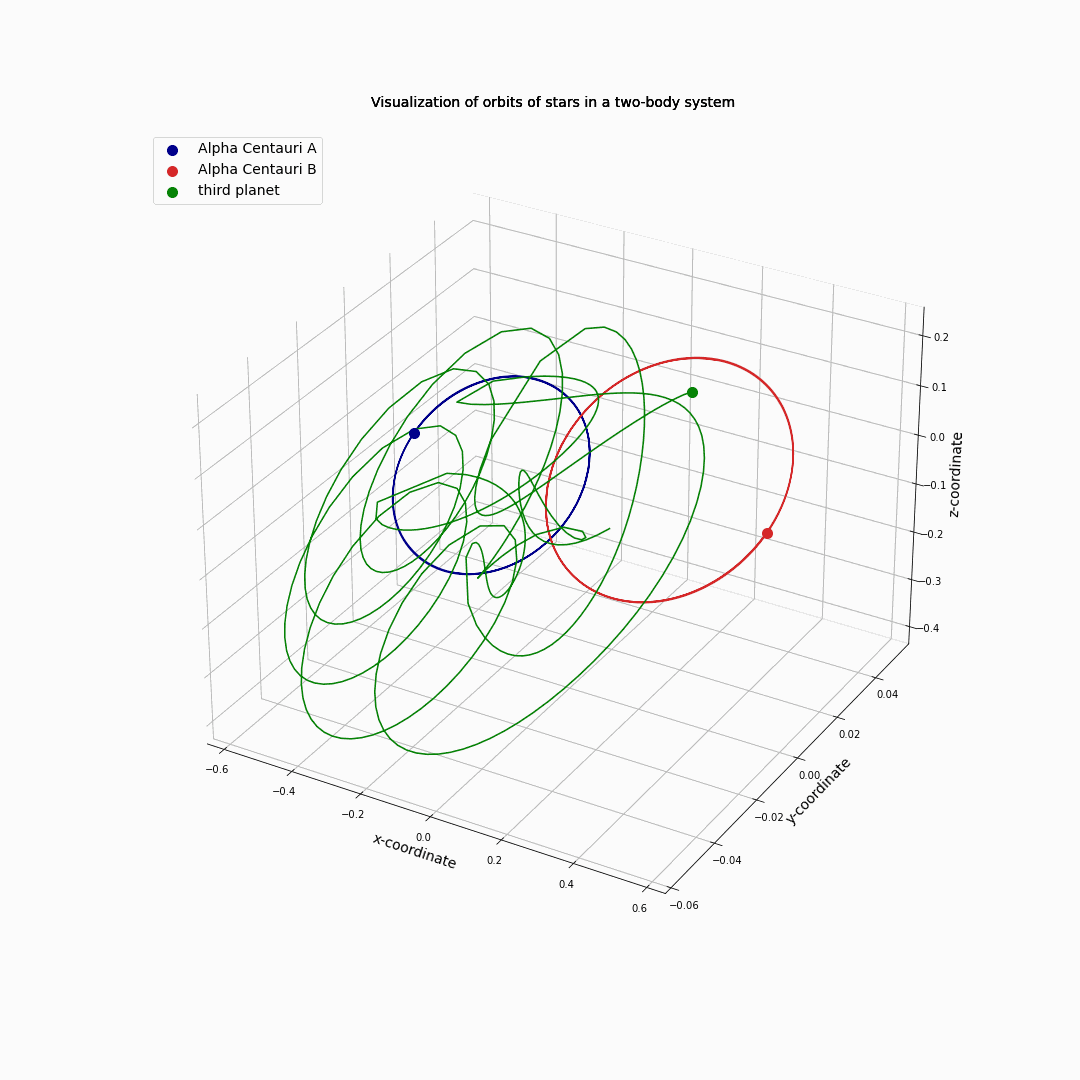 Visualization of orbits of stars in a two-body system
Alpha Centauri A
Alpha Centauri B
third planet
0.2
0.1
0.0
−0.1
−0.2
−0.3
−0.4
z-coordinate
0.04
0.02
0.00
−0.02
−0.04
−0.06
y-coordinate
−0.6
−0.4
−0.2
0.0
0.2
0.4
0.6
x-coordinate